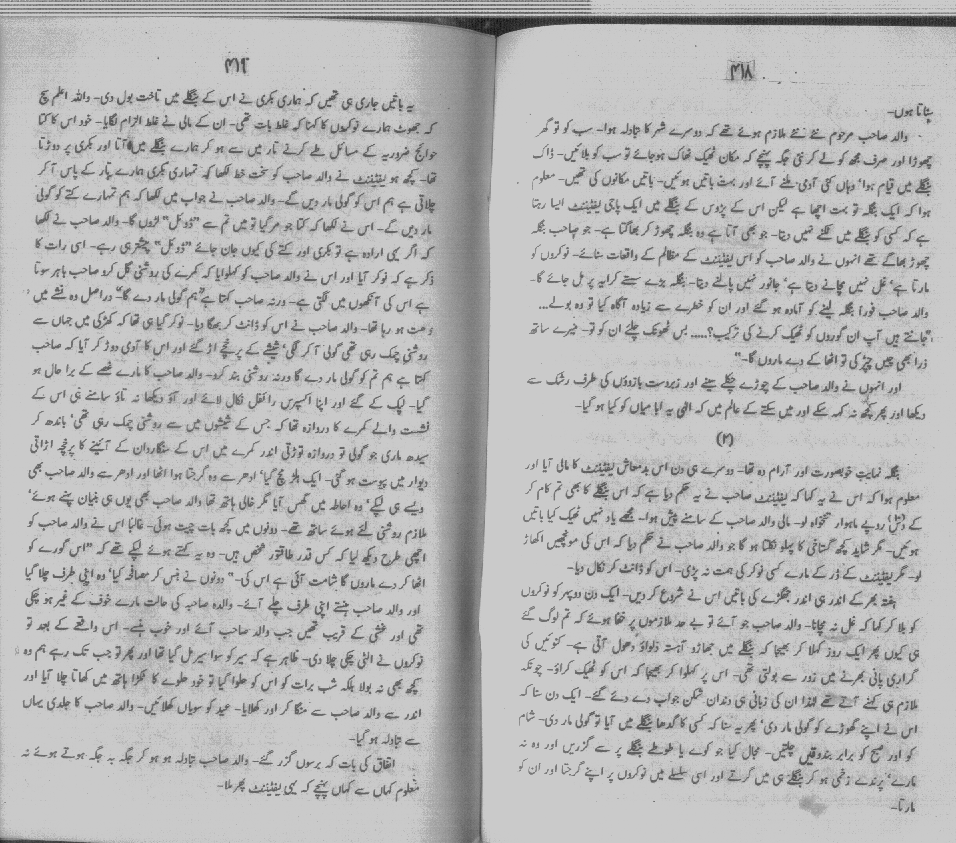 ۳۸
بیٹا ہوں۔
والد صاحب مرحوم نئے نئے ملازم ہوئے تھے کہ دوسرے شہر کا تبادلہ ہوا۔ سب کو تو گھر
چھوڑا اور صرف مجھ کو لے کر نئی جگہ پہنچے کہ مکان ٹھیک ٹھاک ہو جائے تو سب کو بلائیں۔ ڈاک
بنگلے میں قیام ہوا‘ وہاں کئی آدمی ملنے آئے اور بہت باتیں ہوئیں۔ باتیں مکانوں کی تھیں۔ معلوم
ہوا کہ ایک بنگلہ تو بہت اچھا ہے لیکن اس کے پڑوس کے بنگلے میں ایک پاجی لیفٹیننٹ ایسا رہتا
ہے کہ کسی کو بنگلے میں ٹکنے نہیں دیتا۔ جو بھی آتا ہے وہ بنگلہ چھوڑ کر بھاگتا ہے۔ جو صاحب بنگلہ
چھوڑ بھاگے تھے انہوں نے والد صاحب کو اس لیفٹیننٹ کے مظالم کے واقعات سنائے۔ نوکروں کو
مارتا ہے‘ غل نہیں مچانے دیتا ہے‘ جانور نہیں پالنے دیتا۔ بنگلہ بڑے سستے کرایہ پر مل جائے گا۔
والد صاحب فوراً بنگلہ لینے کو آمادہ ہو گئے اور ان کو خطرے سے زیادہ آگاہ کیا تو وہ بولے...
”جانتے ہیں آپ ان گوروں کو ٹھیک کرنے کی ترکیب؟..... بس ٹھونک چلئے ان کو تو۔ میرے ساتھ
ذرا بھی چیں چپڑ کی تو اٹھا کے دے ماروں گا۔“
اور انہوں نے والد صاحب کے چوڑے چکلے سینے اور زبردست بازوؤں کی طرف رشک سے
دیکھا اور پھر کچھ نہ کہہ سکے اور میں سکتے کے عالم میں کہ الٰہی یہ ابا میاں کو کیا ہو گیا۔
(۲)
بنگلہ نہایت خوبصورت اور آرام دہ تھا۔ دوسرے ہی دن اس بدمعاش لیفٹیننٹ کا مالی آیا اور
معلوم ہوا کہ اس نے یہ کہا کہ لیفٹیننٹ صاحب نے یہ حکم دیا ہے کہ اس بنگلے کا بھی تم کام کر
کے دس روپے ماہوار تنخواہ لو۔ مالی والد صاحب کے سامنے پیش ہوا۔ مجھے یاد نہیں ٹھیک کیا باتیں
ہوئیں۔ مگر شاید کچھ گستاخی کا پہلو نکلتا ہو گا جو والد صاحب نے حکم دیا کہ اس کی مونچھیں اکھاڑ
لو۔ مگر لیفٹیننٹ کے ڈر کے مارے کسی نوکر کی ہمت نہ پڑی۔ اس کو ڈانٹ کر نکال دیا۔
ہفتہ بھر کے اندر ہی اندر جھگڑے کی باتیں اس نے شروع کر دیں۔ ایک دن دوپہر کو نوکروں
کو بلا کر کہا کہ غل نہ مچانا۔ والد صاحب جو آئے تو بے حد ملازموں پر خفا ہوئے کہ تم لوگ گئے
ہی کیوں پھر ایک روز کہلا کر بھیجا کہ بنگلے میں جھاڑو آہستہ دلواؤ دھول آتی ہے۔ کنوئیں کی
گراری پانی بھرنے میں زور سے بولتی تھی۔ اس پر کہلوا کر بھیجا کہ اس کو ٹھیک کراؤ۔ چونکہ
ملازم ہی کہنے آتے تھے لہٰذا ان کی زبانی ہی دندان شکن جواب دے دئے گئے۔ ایک دن سنا کہ
اس نے اپنے گھوڑے کو گولی مار دی‘ پھر یہ سنا کہ کسی کا گدھا بنگلے میں آیا تو گولی مار دی۔ شام
کو اور صبح کو برابر بندوقیں چلتیں۔ مجال کیا جو کوے یا طوطے بنگلے پر سے گزریں اور وہ نہ
مارے‘ پرندے زخمی ہو کر بنگلے ہی میں گرتے اور اسی سلسلے میں نوکروں پر اپنے گرجتا اور ان کو
مارتا۔
۳۹
یہ باتیں جاری ہی تھیں کہ ہماری بکری نے اس کے بنگلے میں تاخت بول دی۔ واللہ اعلم سچ
کہ جھوٹ ہمارے نوکروں کا کہنا کہ غلط بات تھی۔ ان کے مالی نے غلط الزام لگایا۔ خود اس کا کتا
حوائج ضروریہ کے مسائل طے کرنے تار میں سے ہو کر ہمارے بنگلے میں آتا اور بکری پر دوڑتا
تھا۔ کچھ ہو لیفٹیننٹ نے والد صاحب کو سخت خط لکھا کہ تمہاری بکری ہمارے تار کے پاس آ کر
چلاتی ہے ہم اس کو گولی مار دیں گے۔ والد صاحب نے جواب میں لکھا کہ ہم تمہارے کتے کو گولی
مار دیں گے۔ اس نے لکھا کہ کتا جو مر گیا تو میں تم سے ”ڈوئل“ لڑوں گا۔ والد صاحب نے لکھا
کہ اگر یہی ارادہ ہے تو بکری اور کتے کی کیوں جان جائے ”ڈوئل“ پیشتر ہی رہے۔ اسی رات کا
ذکر ہے کہ نوکر آیا اور اس نے والد صاحب کو کہلوایا کہ کمرے کی روشنی گل کرو صاحب باہر سوتا
ہے اس کی آنکھوں میں لگتی ہے۔ ورنہ صاحب کہتا ہے ”ہم گولی مار دے گا“ دراصل وہ نشے میں
دھت ہو رہا تھا۔ والد صاحب نے اس کو ڈانٹ کر بھگا دیا۔ نوکر گیا ہی تھا کہ کھڑکی میں جہاں سے
روشنی چمک رہی تھی گولی آ کر لگی‘ شیشے کے پرخچے اڑ گئے اور اس کا آدمی دوڑ کر آیا کہ صاحب
کہتا ہے ہم تم کو گولی مار دے گا ورنہ روشنی بند کرو۔ والد صاحب کا مارے غصے کے برا حال ہو
گیا۔ لپک کے گئے اور اپنا اکسپرس رائفل نکال لائے اور آؤ دیکھا نہ تاؤ سامنے ہی اس کے
نشست والے کمرے کا دروازہ تھا کہ جس کے شیشوں میں سے روشنی چمک رہی تھی‘ باندھ کر
سیدھ ماری جو گولی تو دروازہ توڑتی اندر کمرے میں اس کے سنگاردان کے آئینے کا پرخچہ اڑاتی
دیوار میں پیوست ہو گئی۔ ایک ہلڑ مچ گیا‘ ادھر سے وہ گرجتا ہوا اٹھا اور ادھر سے والد صاحب بھی
ویسے ہی لپکے‘ وہ احاطہ میں گھس آیا مگر خالی ہاتھ تھا والد صاحب بھی یوں ہی بنیان پہنے ہوئے‘
ملازم روشنی لئے ہوئے ساتھ تھے۔ دونوں میں کچھ بات چیت ہوئی۔ غالباً اس نے والد صاحب کو
اچھی طرح دیکھ لیا کہ کس قدر طاقتور شخص ہیں۔ وہ یہ کہتے ہوئے لپکے تھے کہ ”اس گورے کو
اٹھا کر دے ماروں گا شامت آئی ہے اس کی۔“ دونوں نے ہنس کر مصافحہ کیا‘ وہ اپنی طرف چلا گیا
اور والد صاحب ہنستے اپنی طرف چلے آئے۔ والدہ صاحبہ کی حالت مارے خوف کے غیر ہو چکی
تھی اور غشی کے قریب تھیں جب والد صاحب آئے اور خوب ہنسے۔ اس واقعے کے بعد تو
نوکروں نے الٹی چکی چلا دی۔ ظاہر ہے کہ سیر کو سوا سیر مل گیا تھا اور پھر تو جب تک رہے ہم وہ
کچھ بھی نہ بولا بلکہ شب برات کو اس کو حلوا گیا تو خود حلوے کا ٹکڑا ہاتھ میں کھاتا چلا آیا اور
اندر سے والد صاحب سے منگا کر اور کھلایا۔ عید کو سویاں کھلائیں۔ والد صاحب کا جلدی یہاں
سے تبادلہ ہو گیا۔
اتفاق کی بات کہ برسوں گزر گئے۔ والد صاحب تبادلہ ہو ہو کر جگہ بہ جگہ ہوتے ہوئے نہ
معلوم کہاں سے کہاں پہنچے کہ یہی لیفٹیننٹ پھر ملا۔